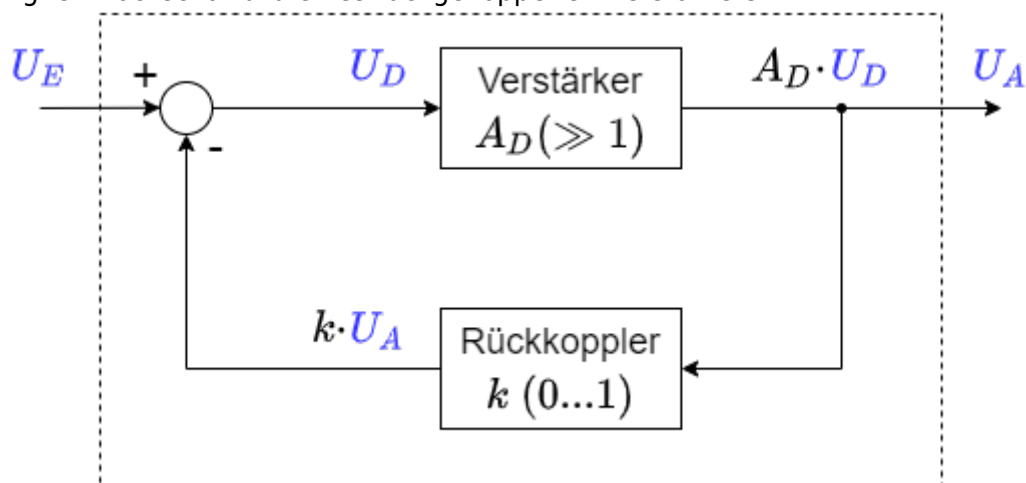 U_E + U_D Verstärker A_D·U_D U_A
A_D(≫ 1)
-
k·U_A Rückkoppler
k (0...1)